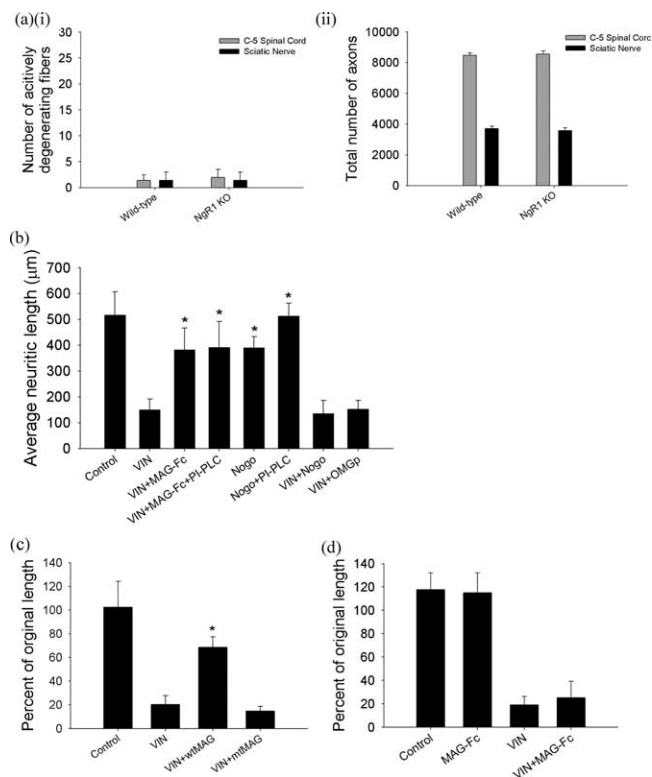 (a)(i)
Number of acitively
degenerating fibers
30
25
20
15
10
5
0
C-5 Spinal Cord
Sciatic Nerve
Wild-type
NgR1 KO
(ii)
Total number of axons
10000
8000
6000
4000
2000
0
C-5 Spinal Cord
Sciatic Nerve
Wild-type
NgR1 KO
(b)
Average neuritic length (µm)
700
600
500
400
300
200
100
0
* * * *
Control
VIN
VIN+MAG-Fc
VIN+MAG-Fc+PI-PLC
Nogo
Nogo+PI-PLC
VIN+Nogo
VIN+OMGp
(c)
Percent of orginal length
140
120
100
80
60
40
20
0
*
Control
VIN
VIN+wtMAG
VIN+mtMAG
(d)
Percent of original length
140
120
100
80
60
40
20
0
Control
MAG-Fc
VIN
VIN+MAG-Fc